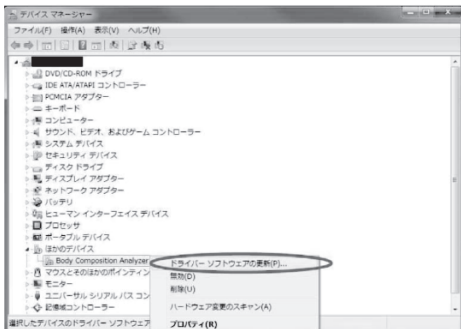 デバイス マネージャー
ファイル(F) 操作(A) 表示(V) ヘルプ(H)
DVD/CD-ROM ドライブ
IDE ATA/ATAPI コントローラー
PCMCIA アダプター
キーボード
コンピューター
サウンド、ビデオ、およびゲーム コントローラー
システム デバイス
セキュリティ デバイス
ディスク ドライブ
ディスプレイ アダプター
ネットワーク アダプター
バッテリ
ヒューマン インターフェイス デバイス
プロセッサ
ポータブル デバイス
ほかのデバイス
Body Composition Analyzer
ドライバー ソフトウェアの更新(P)...
無効(D)
削除(U)
マウスとそのほかのポインティン
モニター
ユニバーサル シリアル バス コン
ハードウェア変更のスキャン(A)
記憶域コントローラー
プロパティ(R)
選択したデバイスのドライバー ソフトウェア